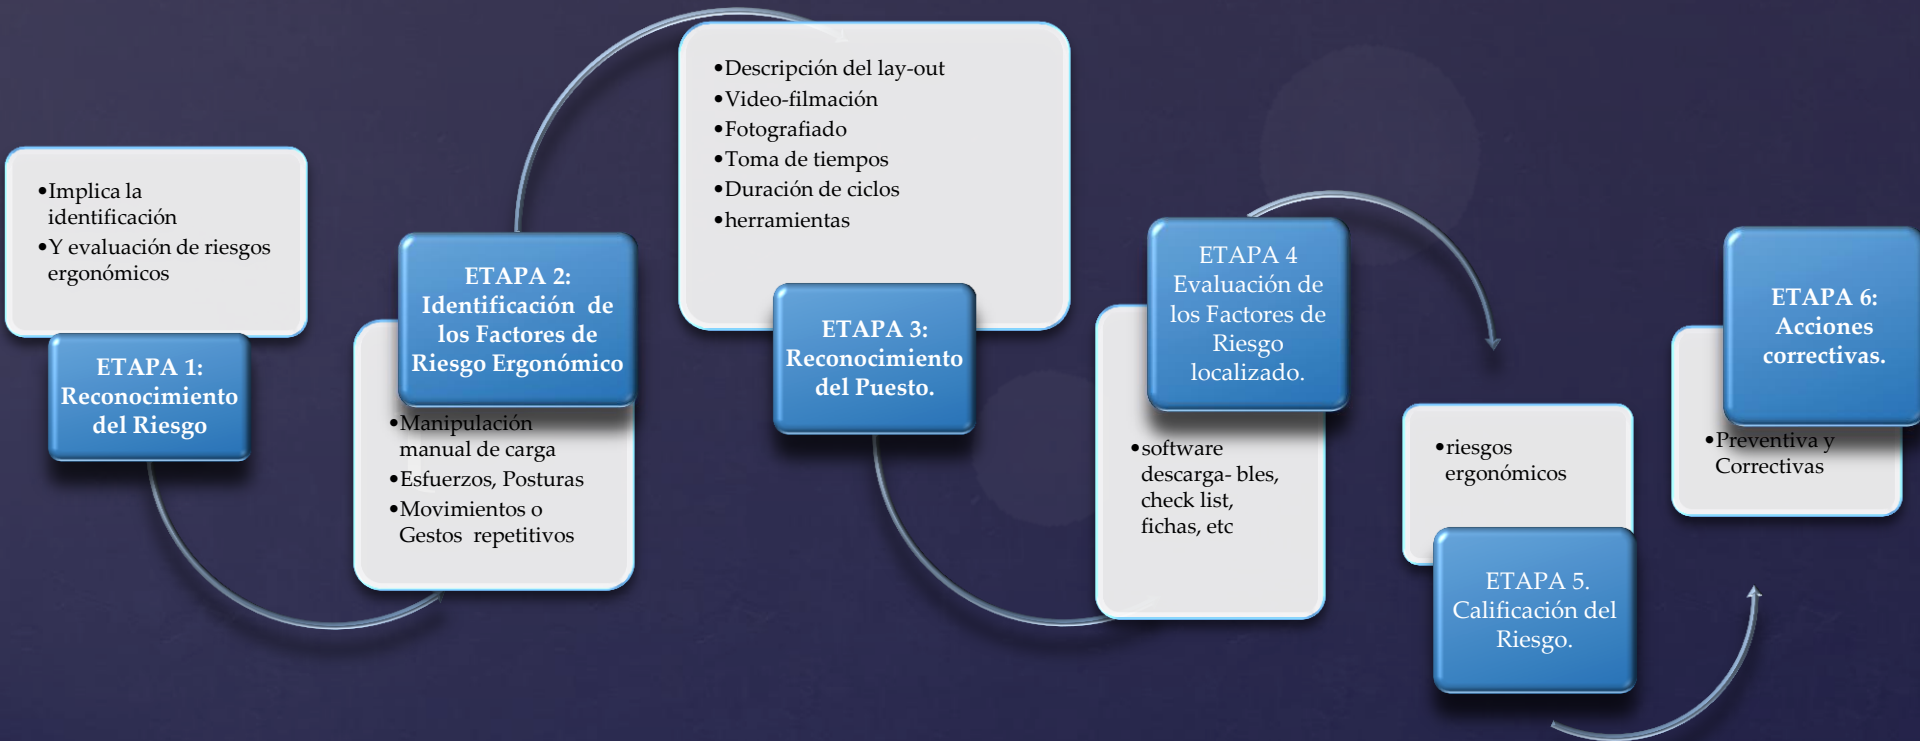 •Implica la
identificación
•Y evaluación de riesgos
ergonómicos
ETAPA 1:
Reconocimiento
del Riesgo
ETAPA 2:
Identificación de
los Factores de
Riesgo Ergonómico
•Manipulación
manual de carga
•Esfuerzos, Posturas
•Movimientos o
Gestos repetitivos
•Descripción del lay-out
•Video-filmación
•Fotografiado
•Toma de tiempos
•Duración de ciclos
•herramientas
ETAPA 3:
Reconocimiento
del Puesto.
ETAPA 4
Evaluación de
los Factores de
Riesgo
localizado.
•software
descarga- bles,
check list,
fichas, etc
•riesgos
ergonómicos
ETAPA 5.
Calificación del
Riesgo.
ETAPA 6:
Acciones
correctivas.
•Preventiva y
Correctivas